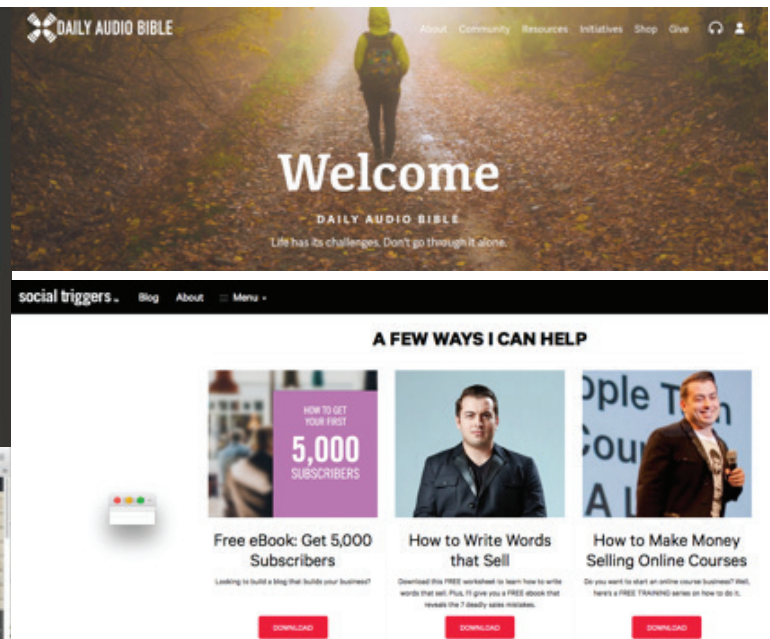 DAILY AUDIO BIBLE
About Community Resources Initiatives Shop Give
Welcome
DAILY AUDIO BIBLE
Life has its challenges. Don't go through it alone.
social triggers
Blog About Menu
A FEW WAYS I CAN HELP
HOW TO GET
YOUR FIRST
5,000
SUBSCRIBERS
Free eBook: Get 5,000
Subscribers
Looking to build a blog that builds your business?
DOWNLOAD
How to Write Words
that Sell
Download this FREE worksheet to learn how to write
words that sell. Plus, I'll give you a FREE ebook that
reveals the 7 deadly sales mistakes.
DOWNLOAD
ople T
Cou
A L
How to Make Money
Selling Online Courses
Do you want to start an online course business? Well,
here's a FREE TRAINING series on how to do it.
DOWNLOAD